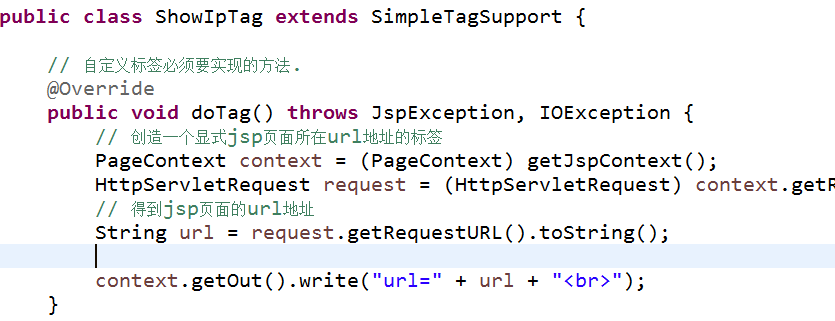 public class ShowIpTag extends SimpleTagSupport {
// 自定义标签必须要实现的方法.
@Override
public void doTag() throws JspException, IOException {
// 创造一个显式jsp页面所在url地址的标签
PageContext context = (PageContext) getJspContext();
HttpServletRequest request = (HttpServletRequest) context.getR
// 得到jsp页面的url地址
String url = request.getRequestURL().toString();
context.getOut().write("url=" + url + "<br>");
}